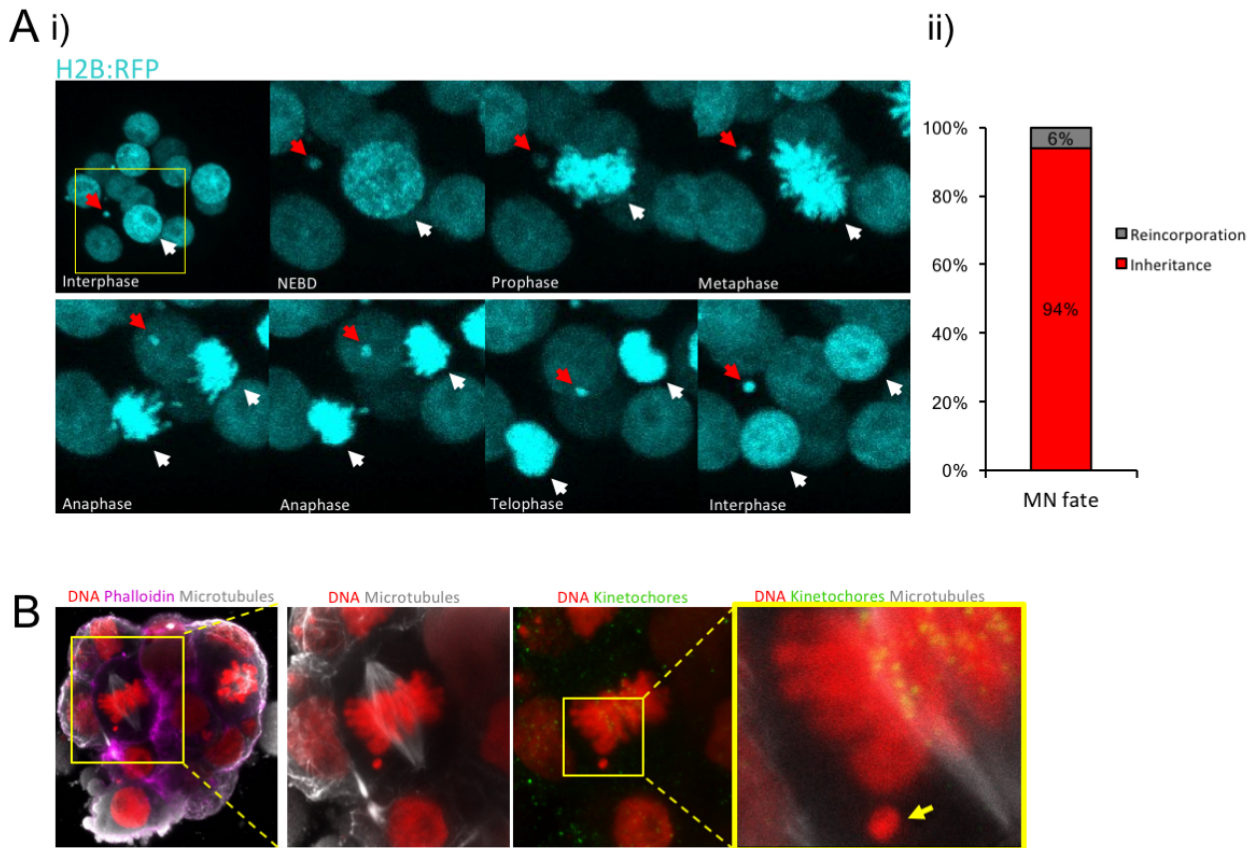 A i)
ii)
H2B:RFP
Interphase
NEBD
Prophase
Metaphase
Anaphase
Anaphase
Telophase
Interphase
100%
80%
60%
40%
20%
0%
6%
94%
Reincorporation
Inheritance
MN fate
B
DNA Phalloidin Microtubules
DNA Microtubules
DNA Kinetochores
DNA Kinetochores Microtubules